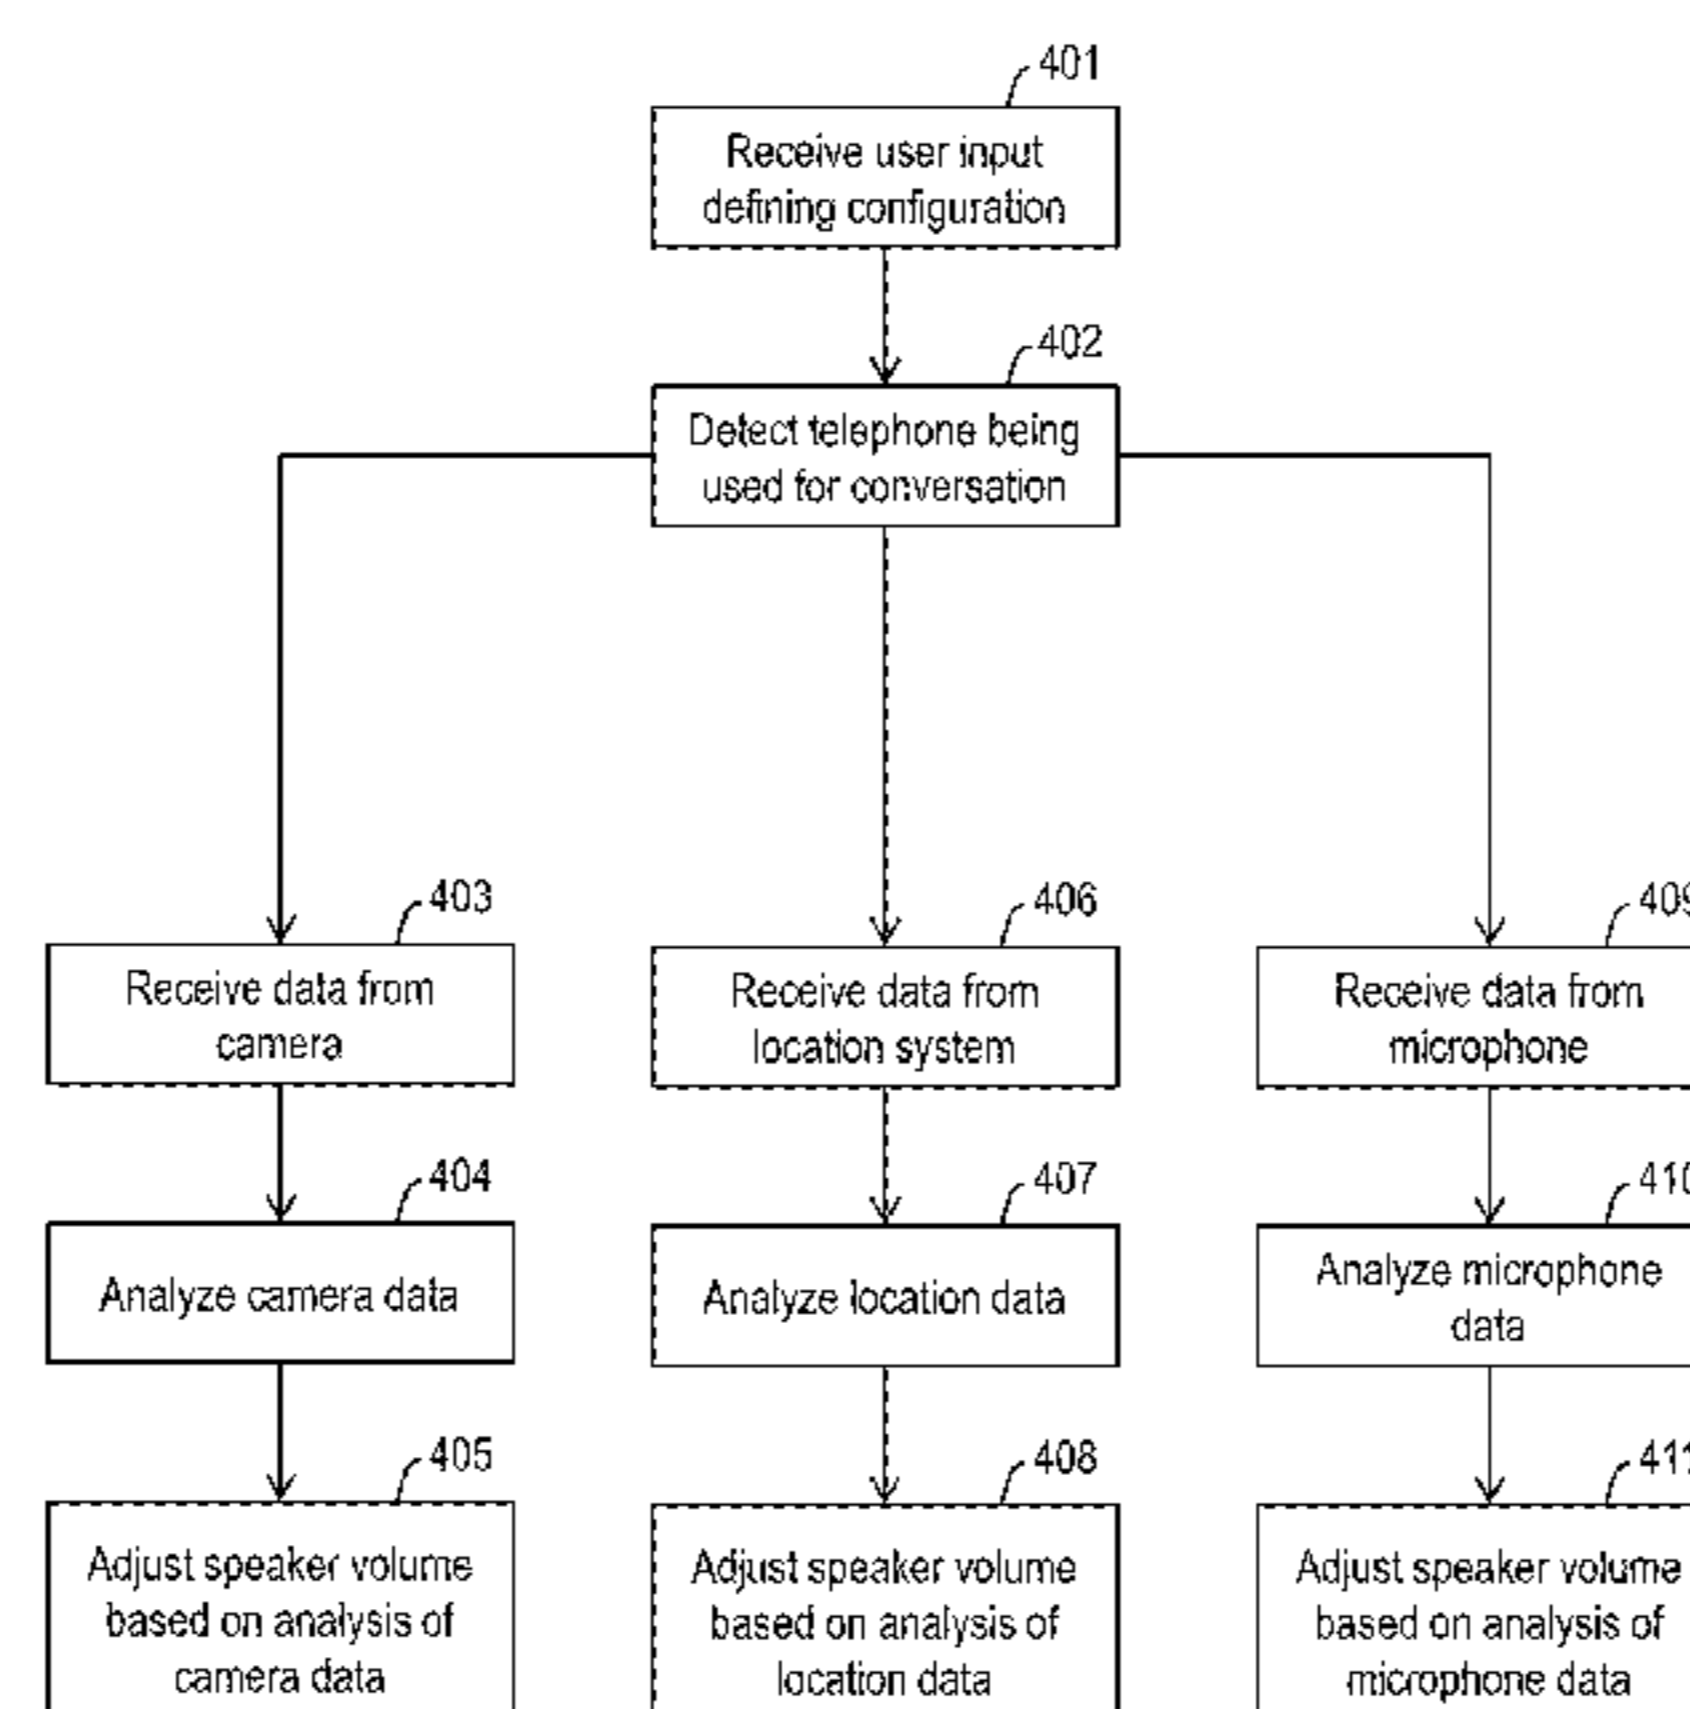 401
Receive user input
defining configuration
402
Detect telephone being
used for conversation
403
Receive data from
camera
406
Receive data from
location system
409
Receive data from
microphone
404
Analyze camera data
407
Analyze location data
410
Analyze microphone
data
405
Adjust speaker volume
based on analysis of
camera data
408
Adjust speaker volume
based on analysis of
location data
411
Adjust speaker volume
based on analysis of
microphone data